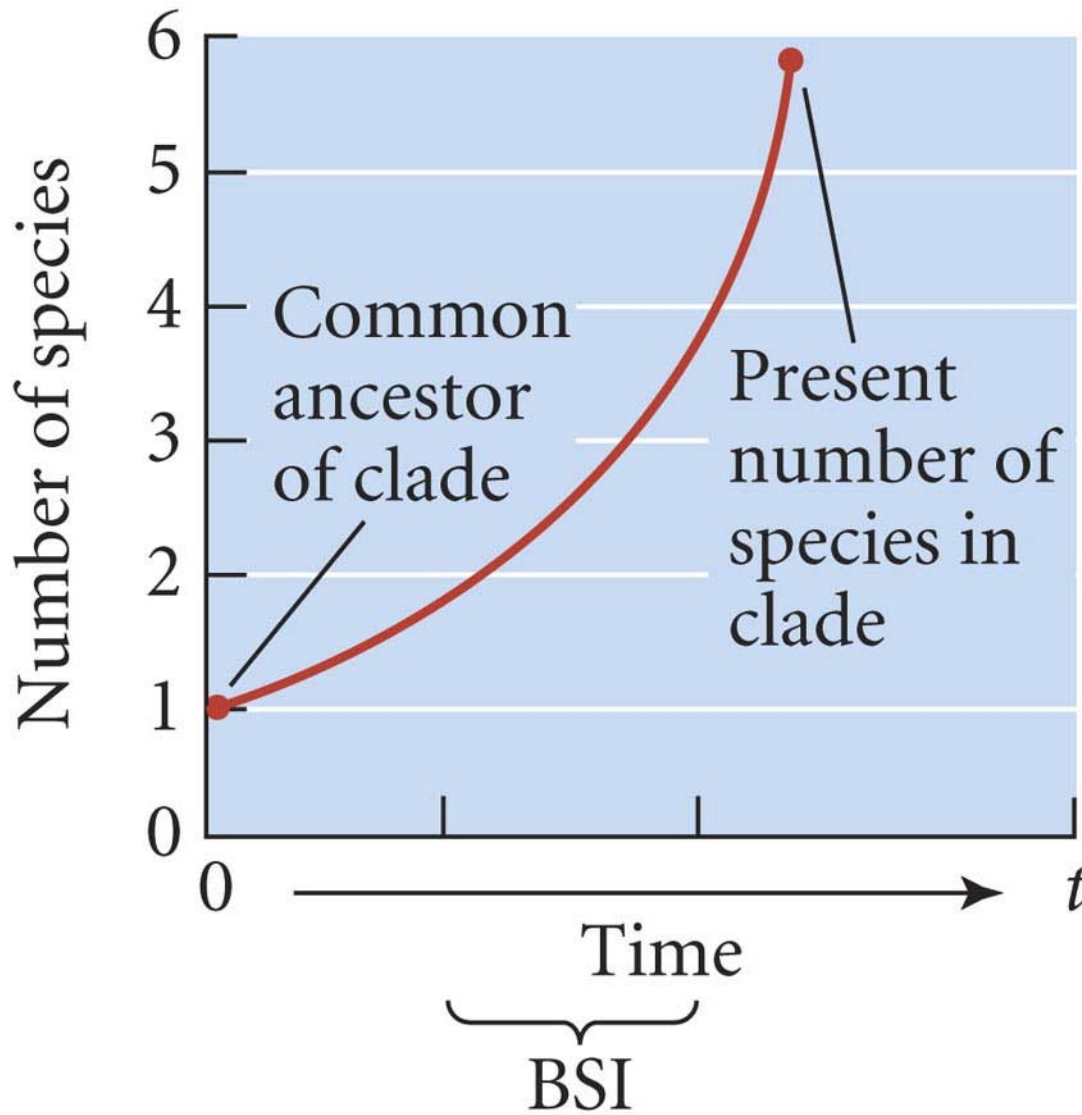 Number of species
6
5
4
3
2
1
0
Common
ancestor
of clade
Present
number of
species in
clade
0
t
Time
BSI